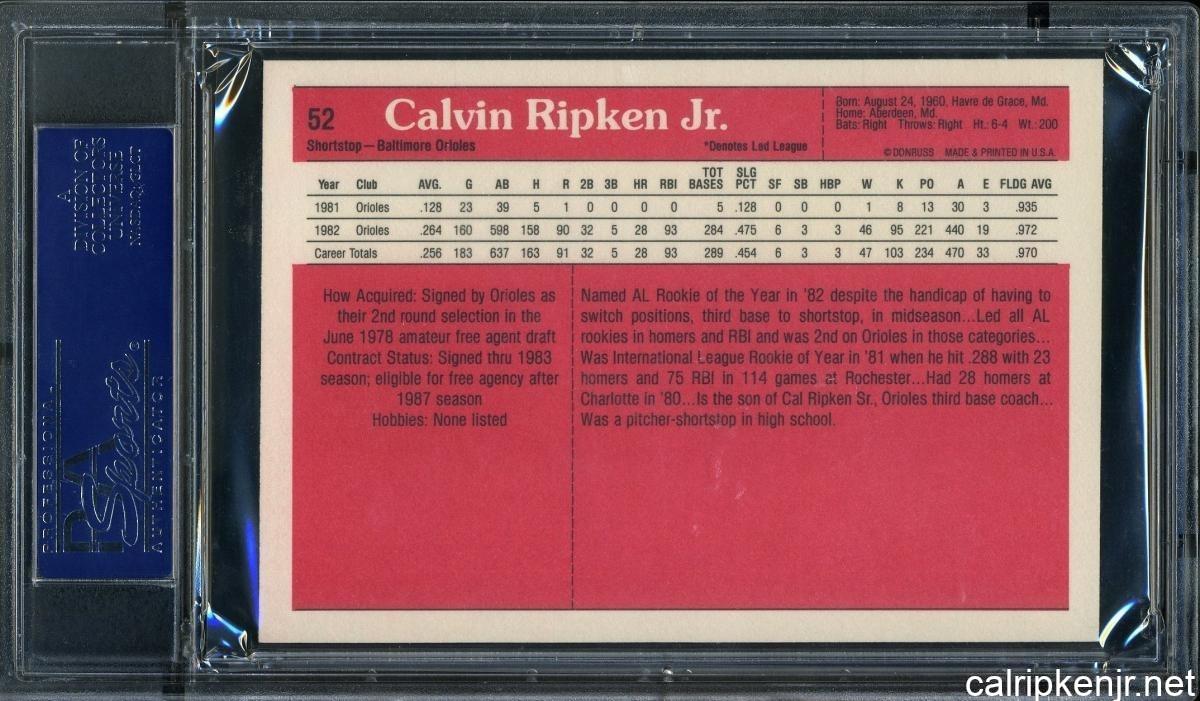 52
Calvin Ripken Jr.
Shortstop—Baltimore Orioles
*Denotes Led League
Born: August 24, 1960, Havre de Grace, Md.
Home: Aberdeen, Md.
Bats: Right Throws: Right Ht.: 6-4 Wt.: 200
© DONRUSS MADE & PRINTED IN U.S.A.
Year Club AVG. G AB H R 2B 3B HR RBI TOT BASES SLG PCT SF SB HBP W K PO A E FLDG AVG
1981 Orioles .128 23 39 5 1 0 0 0 0 5 .128 0 0 0 1 8 13 30 3 .935
1982 Orioles .264 160 598 158 90 32 5 28 93 284 .475 6 3 3 46 95 221 440 19 .972
Career Totals .256 183 637 163 91 32 5 28 93 289 .454 6 3 3 47 103 234 470 33 .970
How Acquired: Signed by Orioles as
their 2nd round selection in the
June 1978 amateur free agent draft
Contract Status: Signed thru 1983
season; eligible for free agency after
1987 season
Hobbies: None listed
Named AL Rookie of the Year in '82 despite the handicap of having to
switch positions, third base to shortstop, in midseason...Led all AL
rookies in homers and RBI and was 2nd on Orioles in those categories...
Was International League Rookie of Year in '81 when he hit .288 with 23
homers and 75 RBI in 114 games at Rochester...Had 28 homers at
Charlotte in '80...Is the son of Cal Ripken Sr., Orioles third base coach...
Was a pitcher-shortstop in high school.
A
DIVISION OF
COLLECTORS
UNIVERSE
NASDAQ: CLCT
PROFESSIONAL
PSA
Sports
AUTHENTICATOR
calripkenjr.net